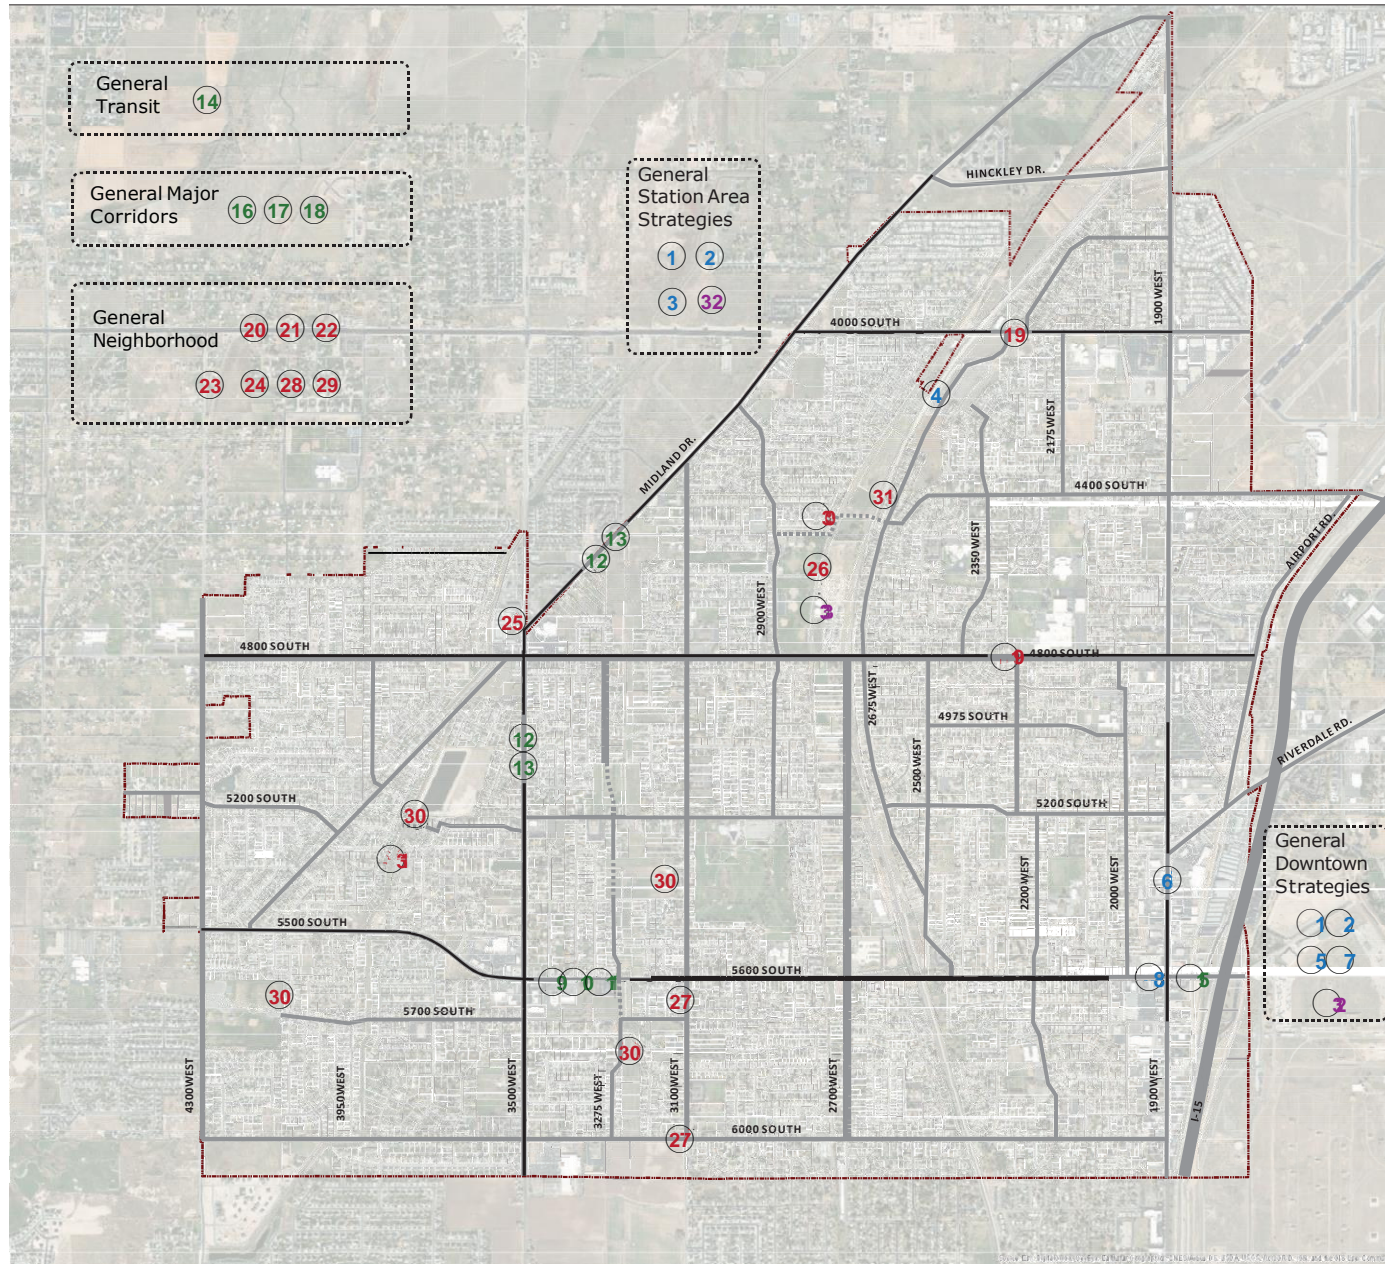 General
Transit
14
General Major
Corridors
16 17 18
General
Neighborhood
20 21 22
23 24 28 29
General
Station Area
Strategies
1 2
3 32
HINCKLEY DR.
1900 WEST
4000 SOUTH
19
4
2175 WEST
MIDLAND DR.
4400 SOUTH
31
13
12
26
2350 WEST
AIRPORT RD.
2900 WEST
25
4800 SOUTH
4800 SOUTH
2675 WEST
4975 SOUTH
12
13
2500 WEST
RIVERDALE RD.
5200 SOUTH
5200 SOUTH
30
30
2200 WEST
2000 WEST
6
General
Downtown
Strategies
1 2
5 7
5500 SOUTH
5600 SOUTH
9 0 1
8
30
27
5700 SOUTH
30
4300 WEST
3950 WEST
3500 WEST
3275 WEST
3100 WEST
2700 WEST
1900 WEST
I-15
6000 SOUTH
27